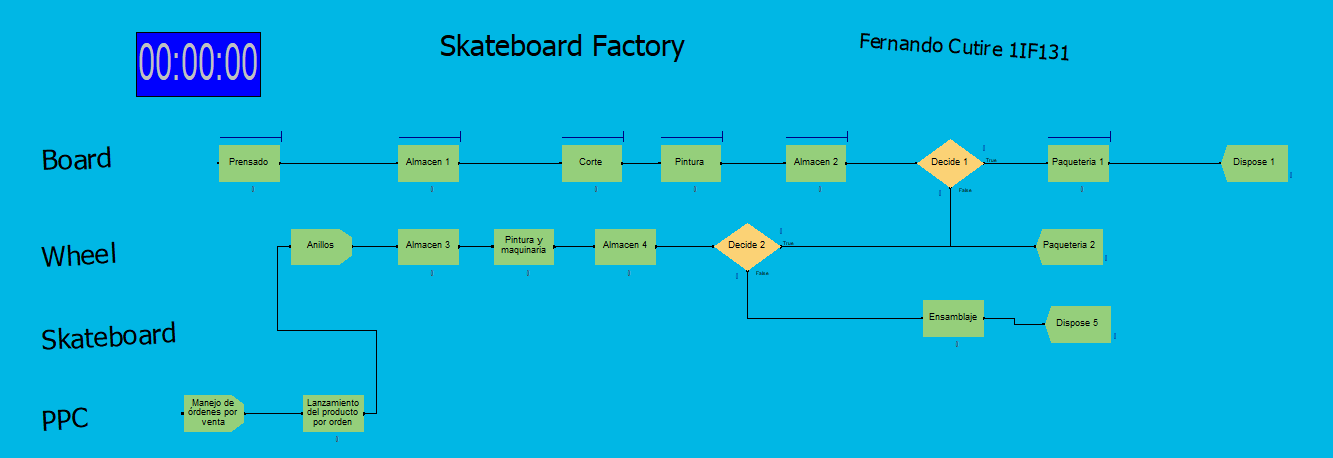 00:00:00
Skateboard Factory
Fernando Cutire 1IF131
Board
Prensado
Almacen 1
Corte
Pintura
Almacen 2
Decide 1
True
False
Paqueteria 1
Dispose 1
Wheel
Anillos
Almacen 3
Pintura y
maquinaria
Almacen 4
Decide 2
True
False
Paqueteria 2
Skateboard
Ensamblaje
Dispose 5
PPC
Manejo de
órdenes por
venta
Lanzamiento
del producto
por orden